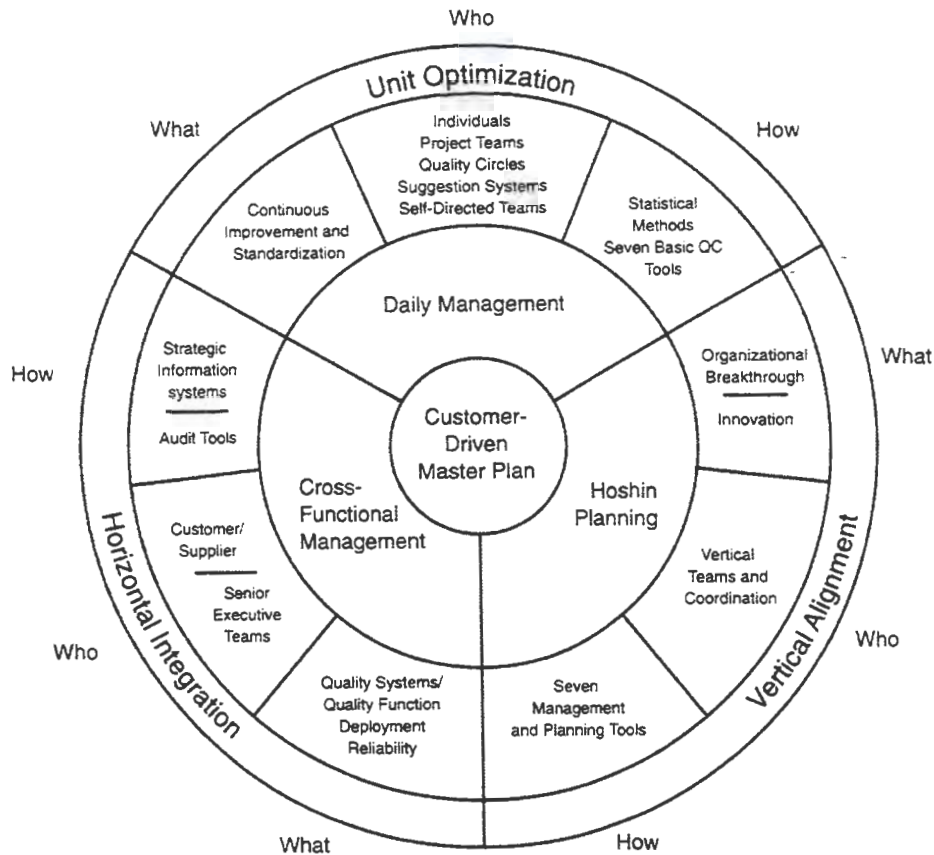 Who
Unit Optimization
What
How
Individuals
Project Teams
Quality Circles
Suggestion Systems
Self-Directed Teams
Continuous
Improvement and
Standardization
Statistical
Methods
Seven Basic QC
Tools
Daily Management
How
What
Strategic
Information
systems
Audit Tools
Organizational
Breakthrough
Innovation
Customer-
Driven
Master Plan
Cross-
Functional
Management
Hoshin
Planning
Horizontal Integration
Vertical Alignment
Customer/
Supplier
Senior
Executive
Teams
Vertical
Teams and
Coordination
Who
Who
Quality Systems/
Quality Function
Deployment
Reliability
Seven
Management
and Planning Tools
What
How